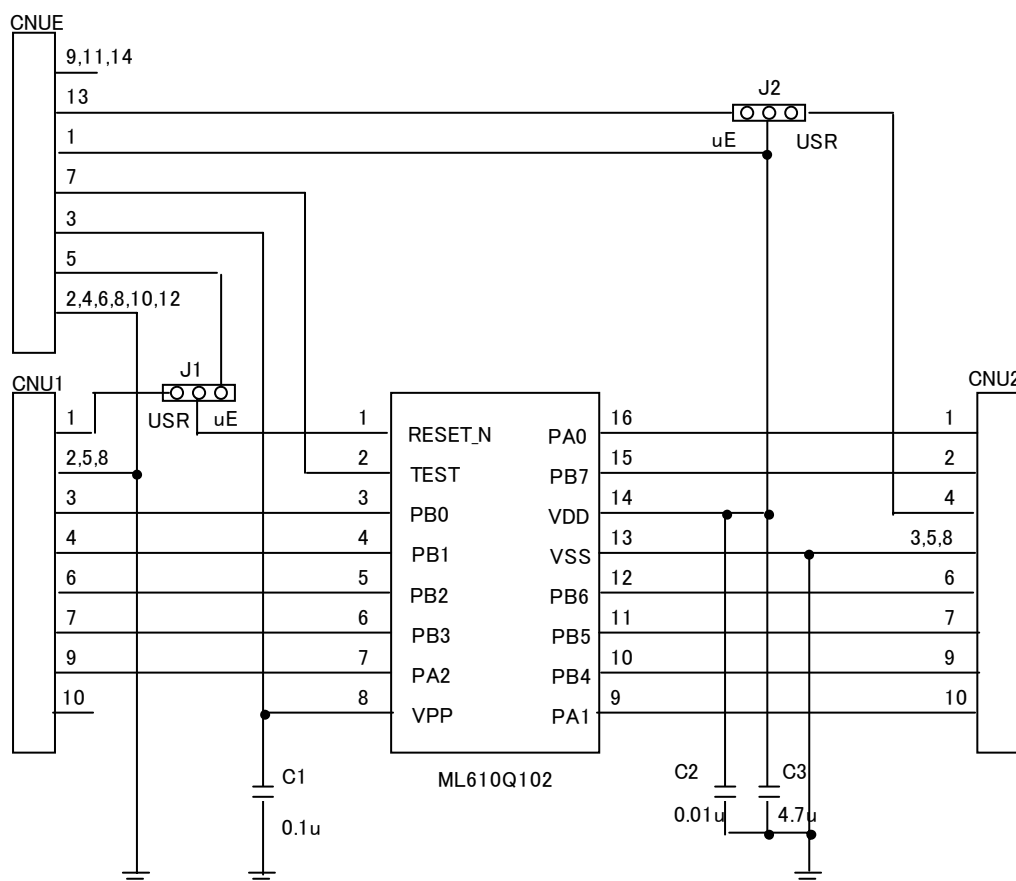 CNUE
9,11,14
13
1
7
3
5
2,4,6,8,10,12
J2
uE
USR
J1
USR
uE
CNU1
1
2,5,8
3
4
6
7
9
10
1
2
3
4
5
6
7
8
RESET_N
TEST
PB0
PB1
PB2
PB3
PA2
VPP
PA0
PB7
VDD
VSS
PB6
PB5
PB4
PA1
16
15
14
13
12
11
10
9
CNU2
1
2
4
3,5,8
6
7
9
10
ML610Q102
C1
0.1u
C2
0.01u
C3
4.7u